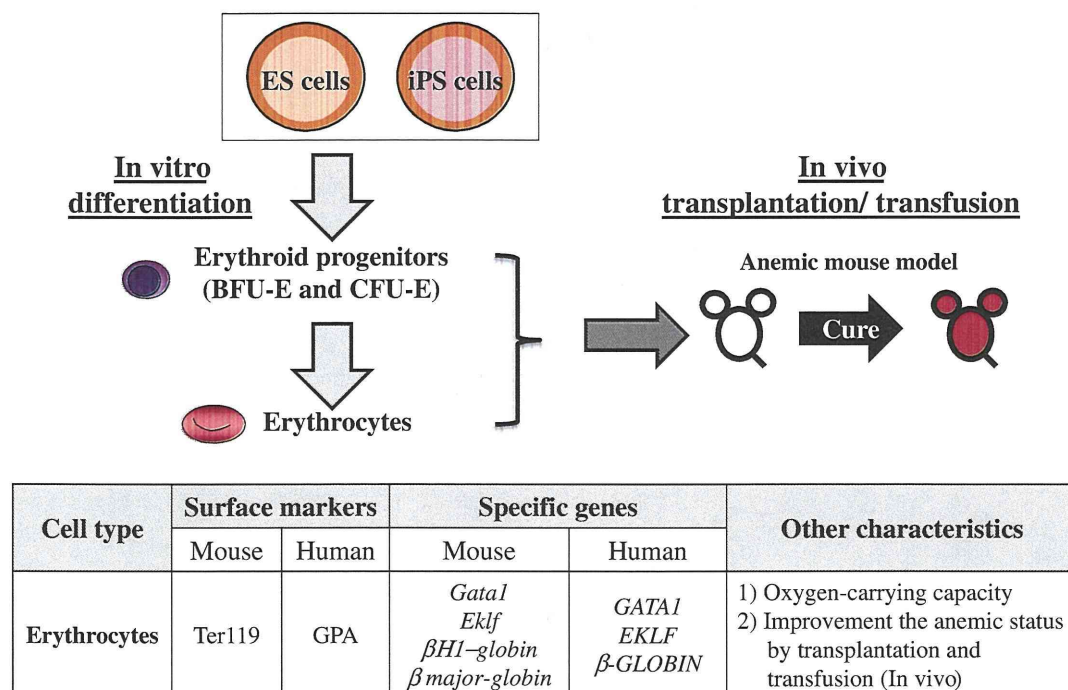 ES cells
iPS cells
In vitro
differentiation
In vivo
transplantation/ transfusion
Erythroid progenitors
(BFU-E and CFU-E)
Anemic mouse model
Cure
Erythrocytes
Cell type
Surface markers
Specific genes
Other characteristics
Mouse
Human
Mouse
Human
Erythrocytes
Ter119
GPA
Gata1
Eklf
βH1–globin
β major-globin
GATA1
EKLF
β-GLOBIN
1) Oxygen-carrying capacity
2) Improvement the anemic status
by transplantation and
transfusion (In vivo)